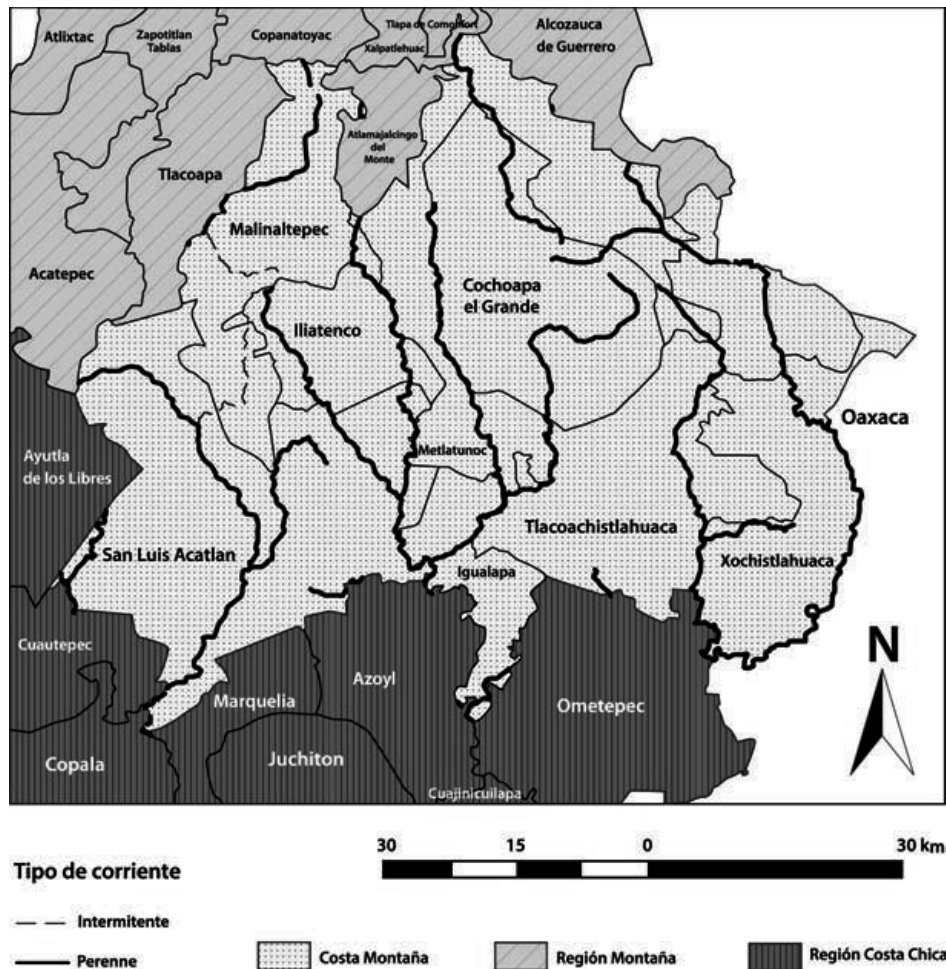 Atlixtac
Zapotitlan
Tablas
Copanatoyac
Tlapa de Comonfort
Xalpatlehuac
Alcozauca
de Guerrero
Atlamajalcingo
del
Monte
Tlacoapa
Malinaltepec
Acatepec
Cochoapa
el Grande
Iliatenco
Oaxaca
Ayutla
de los Libres
Metlatunoc
Tlacoachistlahuaca
San Luis Acatlan
Xochistlahuaca
Igualapa
Cuautepec
N
Azoyl
Marquelia
Ometepec
Copala
Juchiton
Cuajinicuilapa
30 15 0 30 km
Tipo de corriente
Intermitente
Perenne
Costa Montaña
Región Montaña
Región Costa Chica